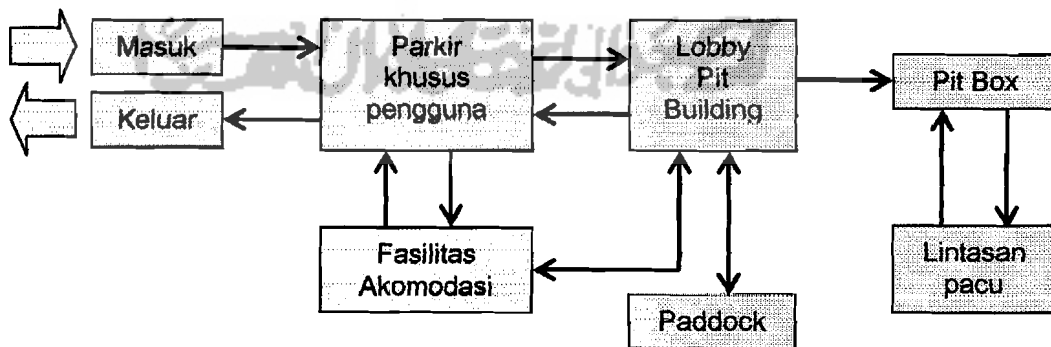 Masuk
Keluar
Parkir
khusus
pengguna
Lobby
Pit
Building
Pit Box
Fasilitas
Akomodasi
Paddock
Lintasan
pacu